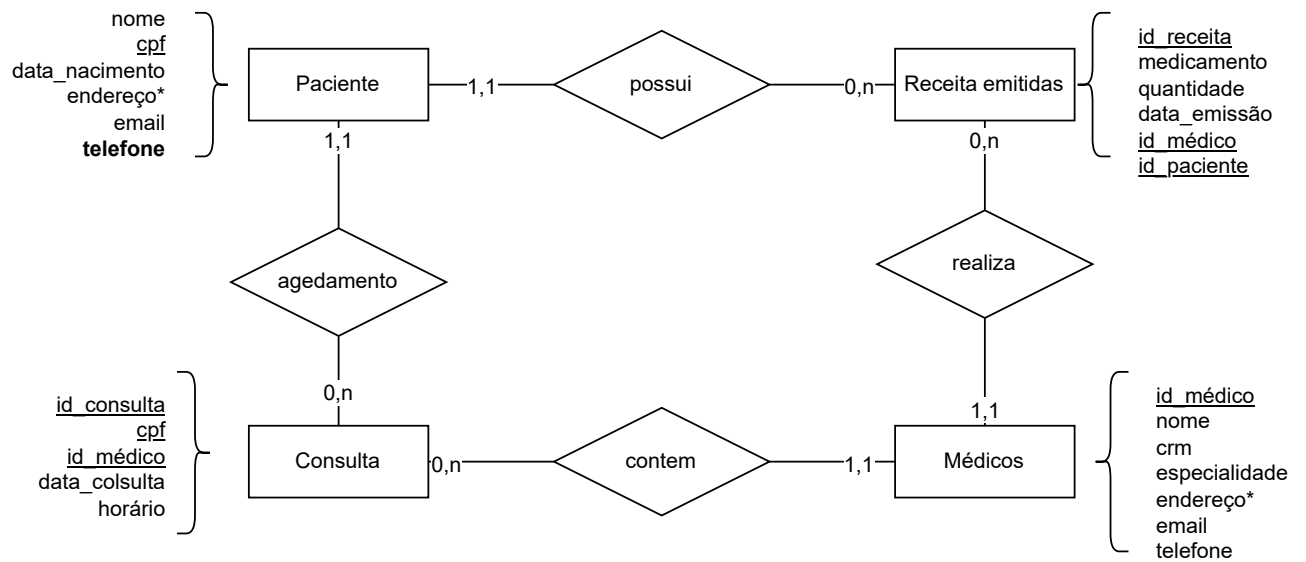 nome
cpf
data_nacimento
endereço*
email
telefone
Paciente
1,1
possui
0,n
Receita emitidas
id_receita
medicamento
quantidade
data_emissão
id_médico
id_paciente
1,1
0,n
agedamento
realiza
0,n
1,1
id_consulta
cpf
id_médico
data_colsulta
horário
Consulta
0,n
contem
1,1
Médicos
id_médico
nome
crm
especialidade
endereço*
email
telefone